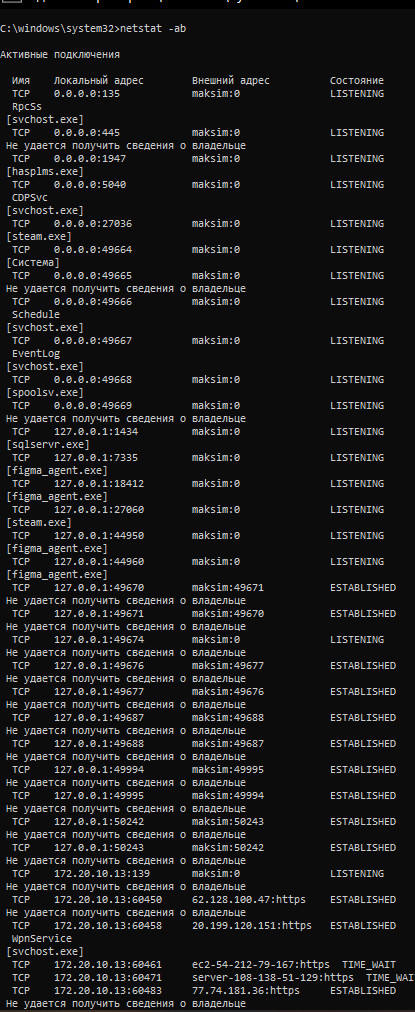 C:\windows\system32>netstat -ab
Активные подключения
Имя Локальный адрес Внешний адрес Состояние
TCP 0.0.0.0:135 maksim:0 LISTENING
RpcSs
[svchost.exe]
TCP 0.0.0.0:445 maksim:0 LISTENING
Не удается получить сведения о владельце
TCP 0.0.0.0:1947 maksim:0 LISTENING
[hasplms.exe]
TCP 0.0.0.0:5040 maksim:0 LISTENING
CDPSvc
[svchost.exe]
TCP 0.0.0.0:27036 maksim:0 LISTENING
[steam.exe]
TCP 0.0.0.0:49664 maksim:0 LISTENING
[Система]
TCP 0.0.0.0:49665 maksim:0 LISTENING
Не удается получить сведения о владельце
TCP 0.0.0.0:49666 maksim:0 LISTENING
Schedule
[svchost.exe]
TCP 0.0.0.0:49667 maksim:0 LISTENING
EventLog
[svchost.exe]
TCP 0.0.0.0:49668 maksim:0 LISTENING
[spoolsv.exe]
TCP 0.0.0.0:49669 maksim:0 LISTENING
Не удается получить сведения о владельце
TCP 127.0.0.1:1434 maksim:0 LISTENING
[sqlservr.exe]
TCP 127.0.0.1:7335 maksim:0 LISTENING
[figma_agent.exe]
TCP 127.0.0.1:18412 maksim:0 LISTENING
[figma_agent.exe]
TCP 127.0.0.1:27060 maksim:0 LISTENING
[steam.exe]
TCP 127.0.0.1:44950 maksim:0 LISTENING
[figma_agent.exe]
TCP 127.0.0.1:44960 maksim:0 LISTENING
[figma_agent.exe]
TCP 127.0.0.1:49670 maksim:49671 ESTABLISHED
Не удается получить сведения о владельце
TCP 127.0.0.1:49671 maksim:49670 ESTABLISHED
Не удается получить сведения о владельце
TCP 127.0.0.1:49674 maksim:0 LISTENING
Не удается получить сведения о владельце
TCP 127.0.0.1:49676 maksim:49677 ESTABLISHED
Не удается получить сведения о владельце
TCP 127.0.0.1:49677 maksim:49676 ESTABLISHED
Не удается получить сведения о владельце
TCP 127.0.0.1:49687 maksim:49688 ESTABLISHED
Не удается получить сведения о владельце
TCP 127.0.0.1:49688 maksim:49687 ESTABLISHED
Не удается получить сведения о владельце
TCP 127.0.0.1:49994 maksim:49995 ESTABLISHED
Не удается получить сведения о владельце
TCP 127.0.0.1:49995 maksim:49994 ESTABLISHED
Не удается получить сведения о владельце
TCP 127.0.0.1:50242 maksim:50243 ESTABLISHED
Не удается получить сведения о владельце
TCP 127.0.0.1:50243 maksim:50242 ESTABLISHED
Не удается получить сведения о владельце
TCP 172.20.10.13:139 maksim:0 LISTENING
Не удается получить сведения о владельце
TCP 172.20.10.13:60450 62.128.100.47:https ESTABLISHED
Не удается получить сведения о владельце
TCP 172.20.10.13:60458 20.199.120.151:https ESTABLISHED
WpnService
[svchost.exe]
TCP 172.20.10.13:60461 ec2-54-212-79-167:https TIME_WAIT
TCP 172.20.10.13:60471 server-108-138-51-129:https TIME_WAI
TCP 172.20.10.13:60483 77.74.181.36:https ESTABLISHED
Не удается получить сведения о владельце